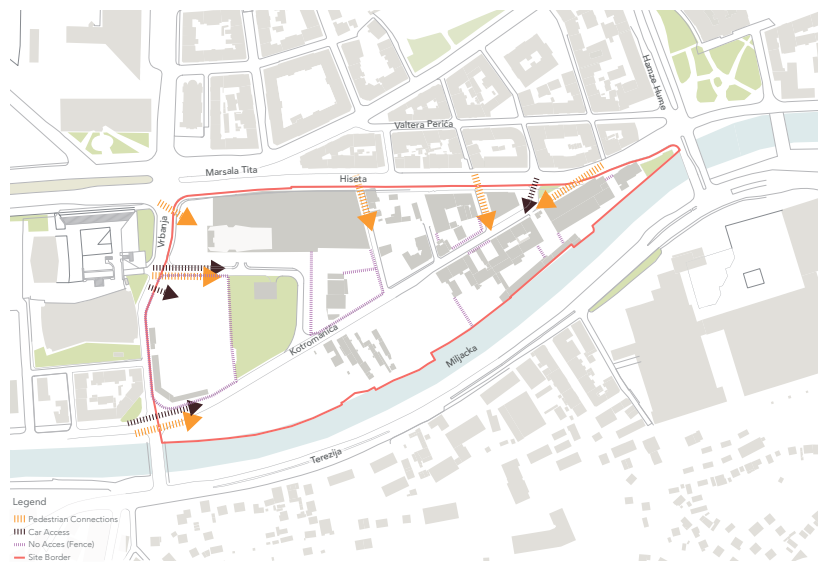 Hamze Hume
Valtera Perića
Marsala Tita
Hiseta
Vrbanja
Kotromanića
Miljacka
Terezija
Legend
Pedestrian Connections
Car Access
No Acces (Fence)
Site Border